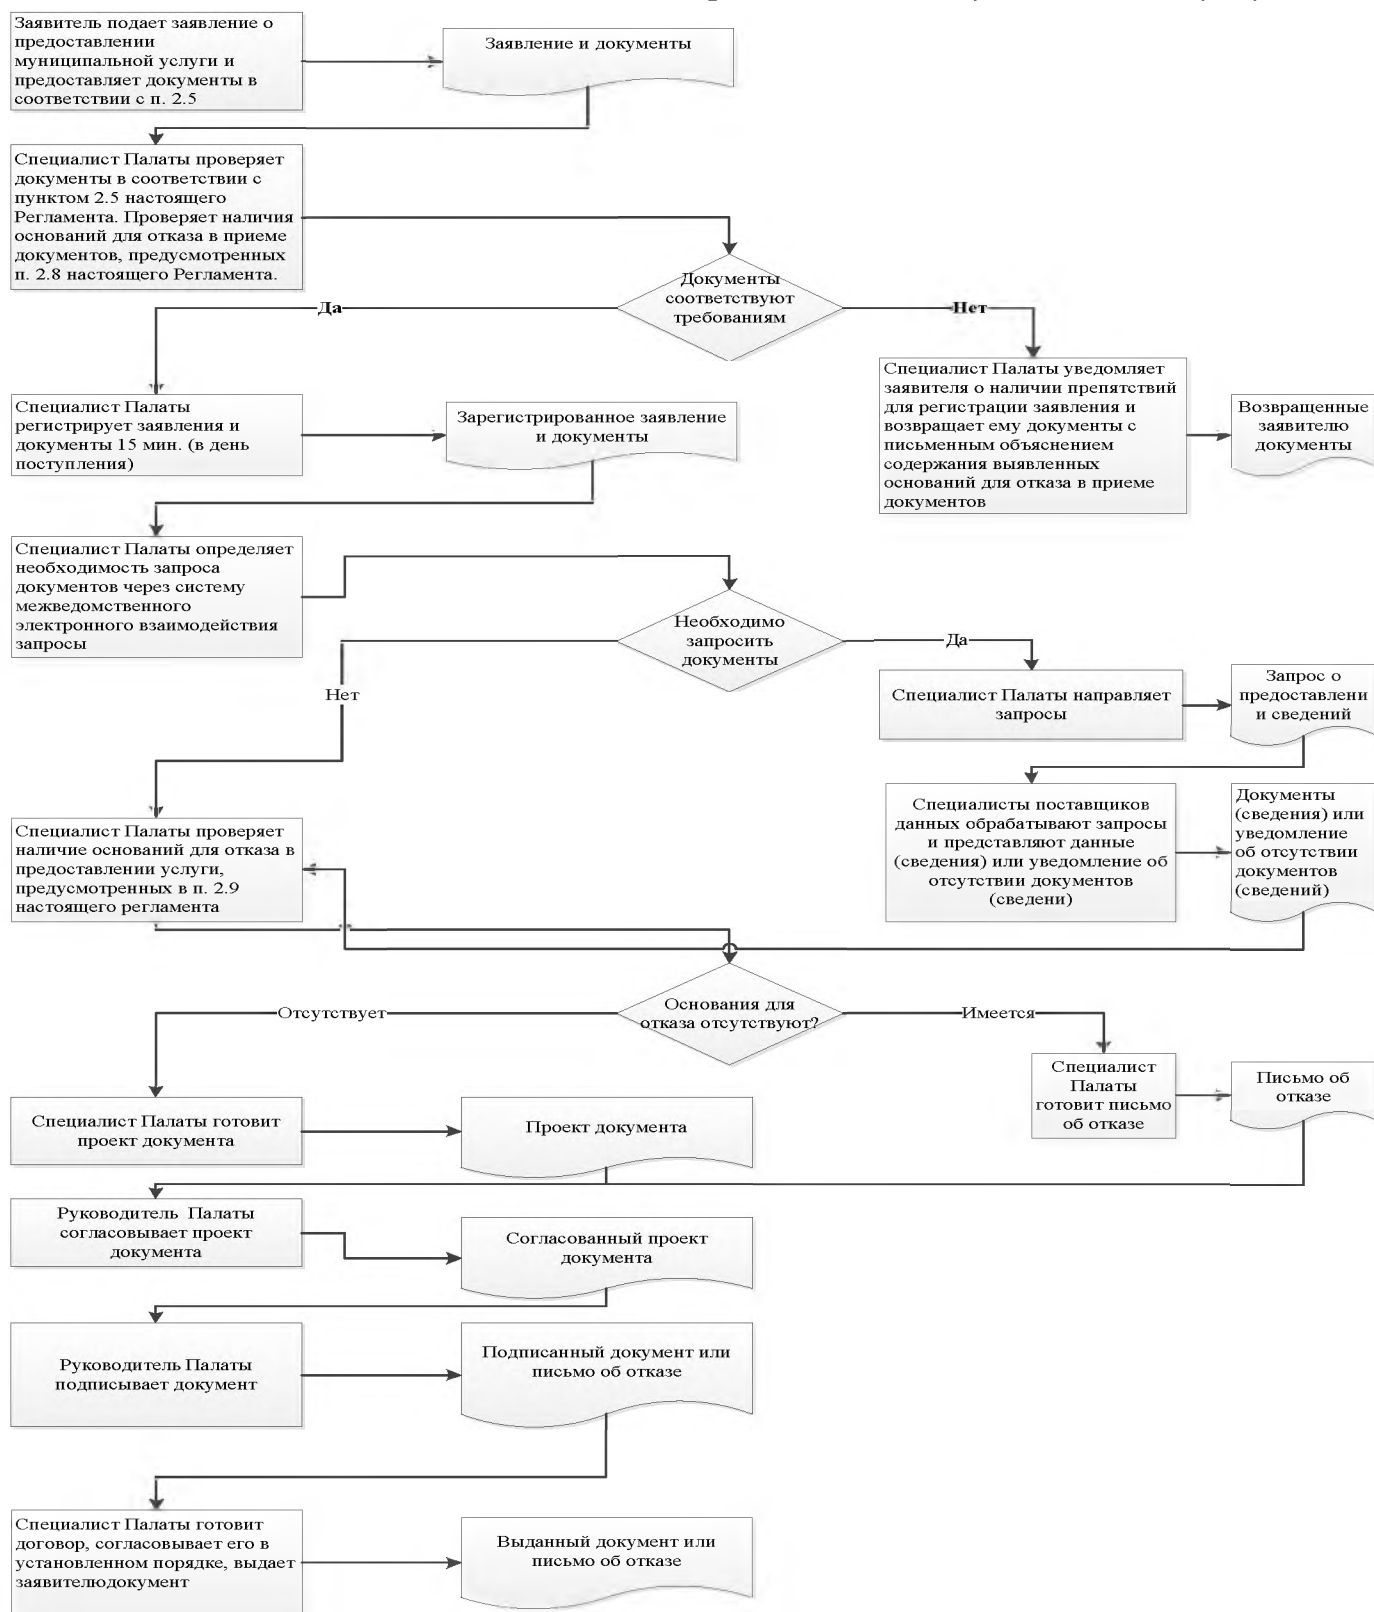 Заявитель подает заявление о
предоставлении
муниципальной услуги и
предоставляет документы в
соответствии с п. 2.5
Заявление и документы
Специалист Палаты проверяет
документы в соответствии с
пунктом 2.5 настоящего
Регламента. Проверяет наличия
оснований для отказа в приеме
документов, предусмотренных
п. 2.8 настоящего Регламента.
Документы
соответствуют
требованиям
Да
Нет
Специалист Палаты
регистрирует заявления и
документы 15 мин. (в день
поступления)
Зарегистрированное заявление
и документы
Специалист Палаты уведомляет
заявителя о наличии препятствий
для регистрации заявления и
возвращает ему документы с
письменным объяснением
содержания выявленных
оснований для отказа в приеме
документов
Возвращенные
заявителю
документы
Специалист Палаты определяет
необходимость запроса
документов через систему
межведомственного
электронного взаимодействия
запросы
Необходимо
запросить
документы
Да
Нет
Специалист Палаты направляет
запросы
Запрос о
предоставлени
и сведений
Специалисты поставщиков
данных обрабатывают запросы
и представляют данные
(сведения) или уведомление об
отсутствии документов
(сведени)
Документы
(сведения) или
уведомление
об отсутствии
документов
(сведений)
Специалист Палаты проверяет
наличие оснований для отказа в
предоставлении услуги,
предусмотренных в п. 2.9
настоящего регламента
Основания для
отказа отсутствуют?
Отсутствует
Имеется
Специалист
Палаты
готовит письмо
об отказе
Письмо об
отказе
Специалист Палаты готовит
проект документа
Проект документа
Руководитель Палаты
согласовывает проект
документа
Согласованный проект
документа
Руководитель Палаты
подписывает документ
Подписанный документ или
письмо об отказе
Специалист Палаты готовит
договор, согласовывает его в
установленном порядке, выдает
заявителюдокумент
Выданный документ или
письмо об отказе